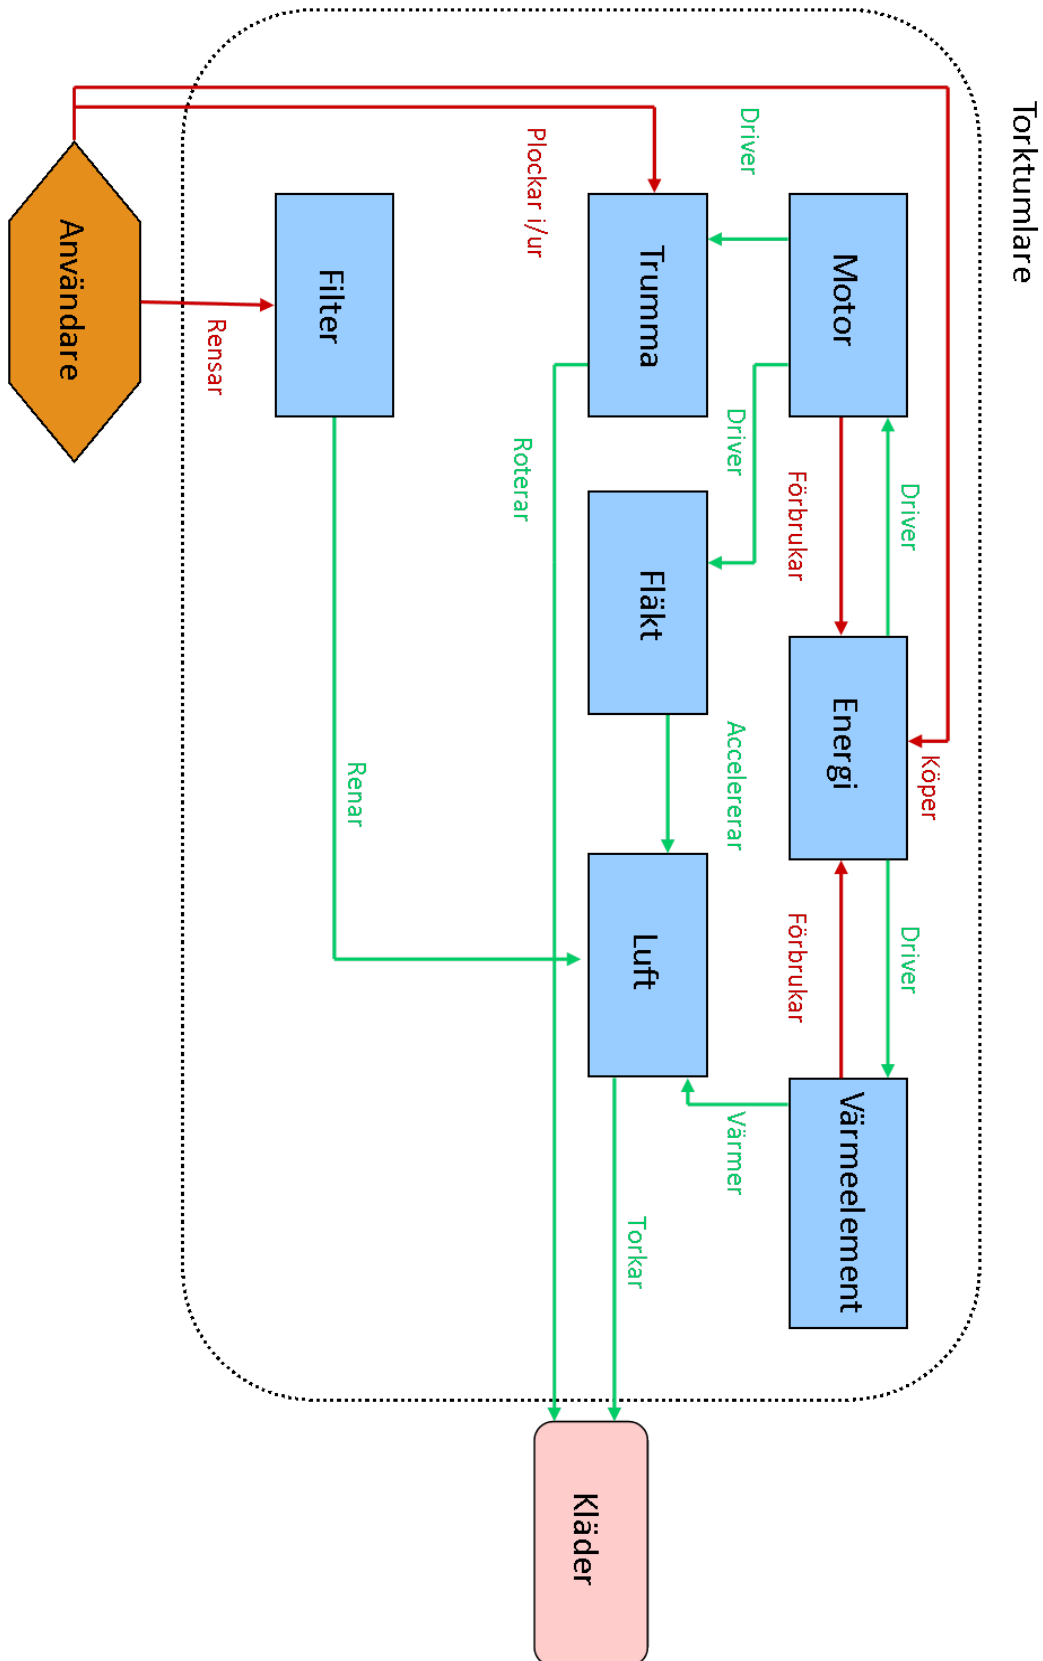 Torktumlare
Köper
Driver
Driver
Motor
Energi
Värmeelement
Förbrukar
Förbrukar
Driver
Driver
Accelererar
Värmer
Trumma
Fläkt
Luft
Torkar
Plockar i/ur
Roterar
Kläder
Filter
Renar
Rensar
Användare